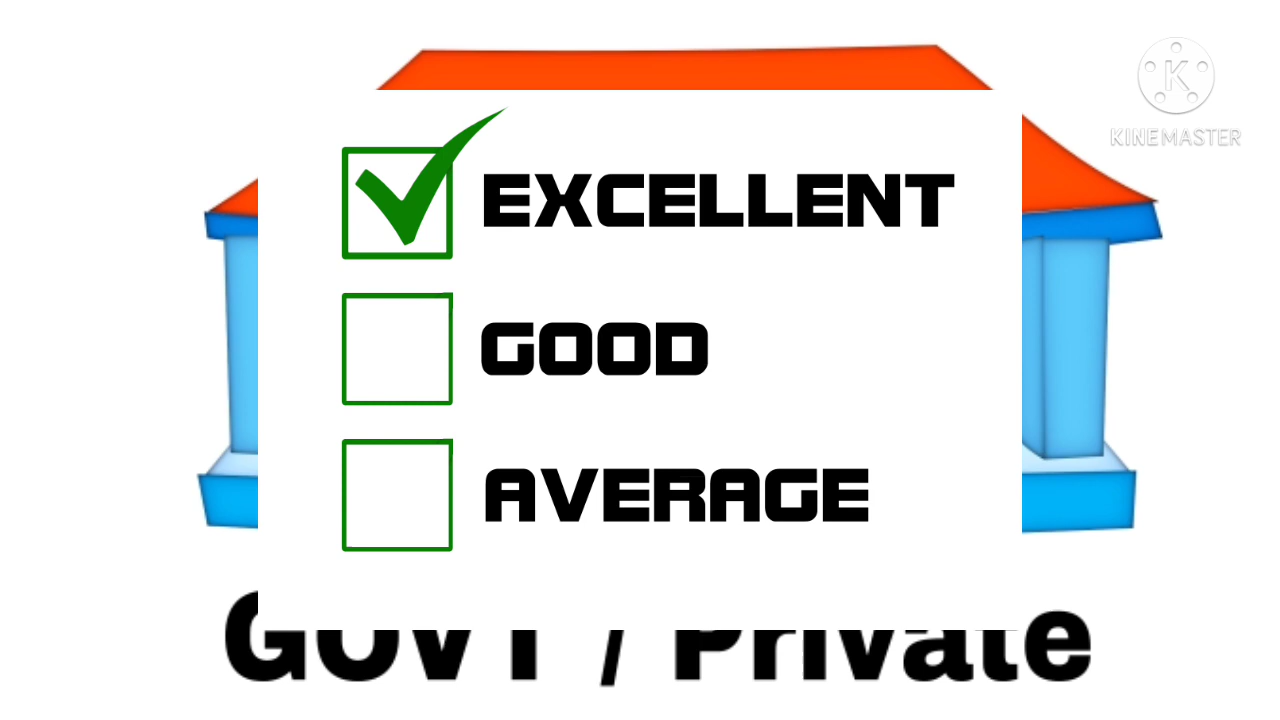 KINEMASTER
EXCELLENT
GOOD
AVERAGE
GOVT / Private